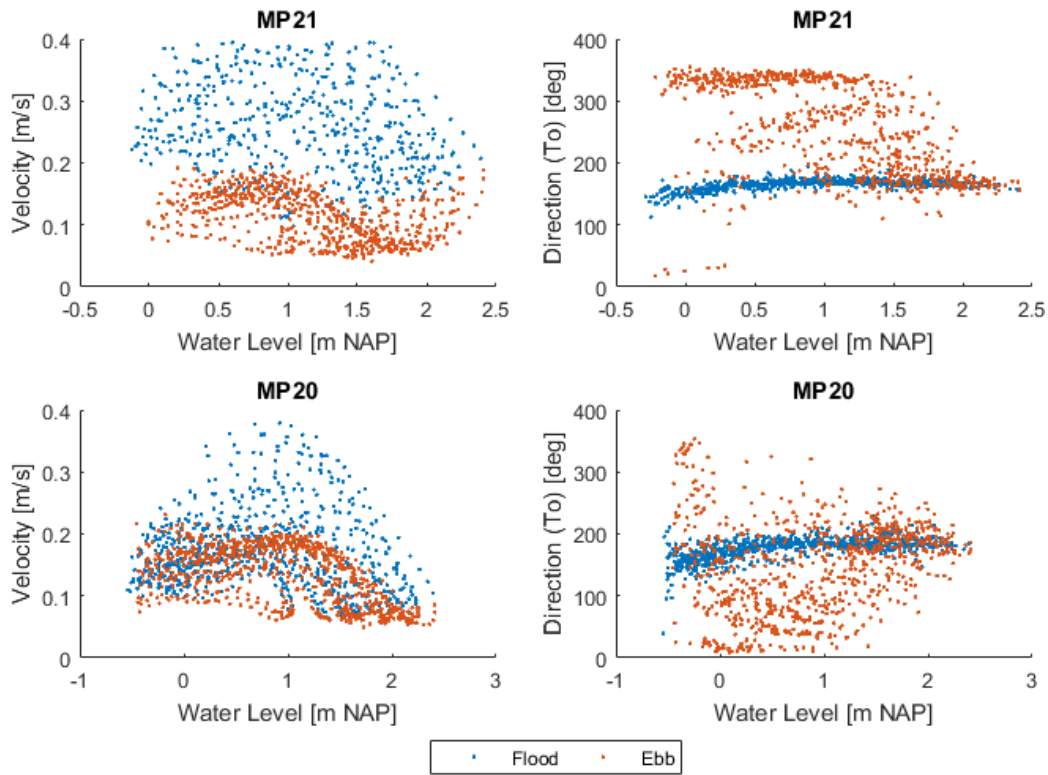 MP21
0.4
0.3
0.2
0.1
0
Velocity [m/s]
-0.5 0 0.5 1 1.5 2 2.5
Water Level [m NAP]
MP21
400
300
200
100
0
Direction (To) [deg]
-0.5 0 0.5 1 1.5 2 2.5
Water Level [m NAP]
MP20
0.4
0.3
0.2
0.1
0
Velocity [m/s]
-1 0 1 2 3
Water Level [m NAP]
MP20
400
300
200
100
0
Direction (To) [deg]
-1 0 1 2 3
Water Level [m NAP]
Flood Ebb